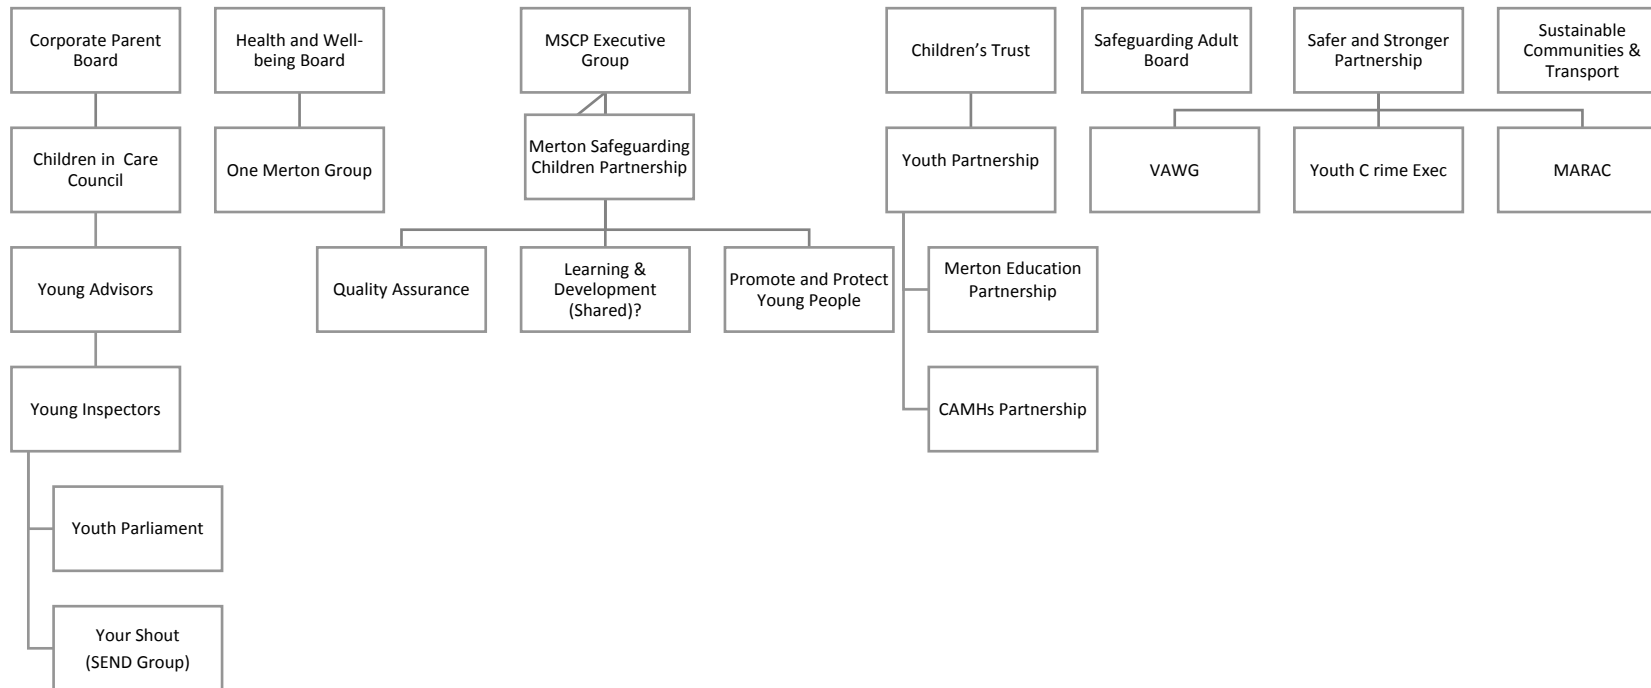 Corporate Parent
Board
Health and Well-
being Board
MSCP Executive
Group
Children’s Trust
Safeguarding Adult
Board
Safer and Stronger
Partnership
Sustainable
Communities &
Transport
Children in Care
Council
One Merton Group
Merton Safeguarding
Children Partnership
Youth Partnership
VAWG
Youth C rime Exec
MARAC
Young Advisors
Quality Assurance
Learning &
Development
(Shared)?
Promote and Protect
Young People
Merton Education
Partnership
Young Inspectors
CAMHs Partnership
Youth Parliament
Your Shout
(SEND Group)